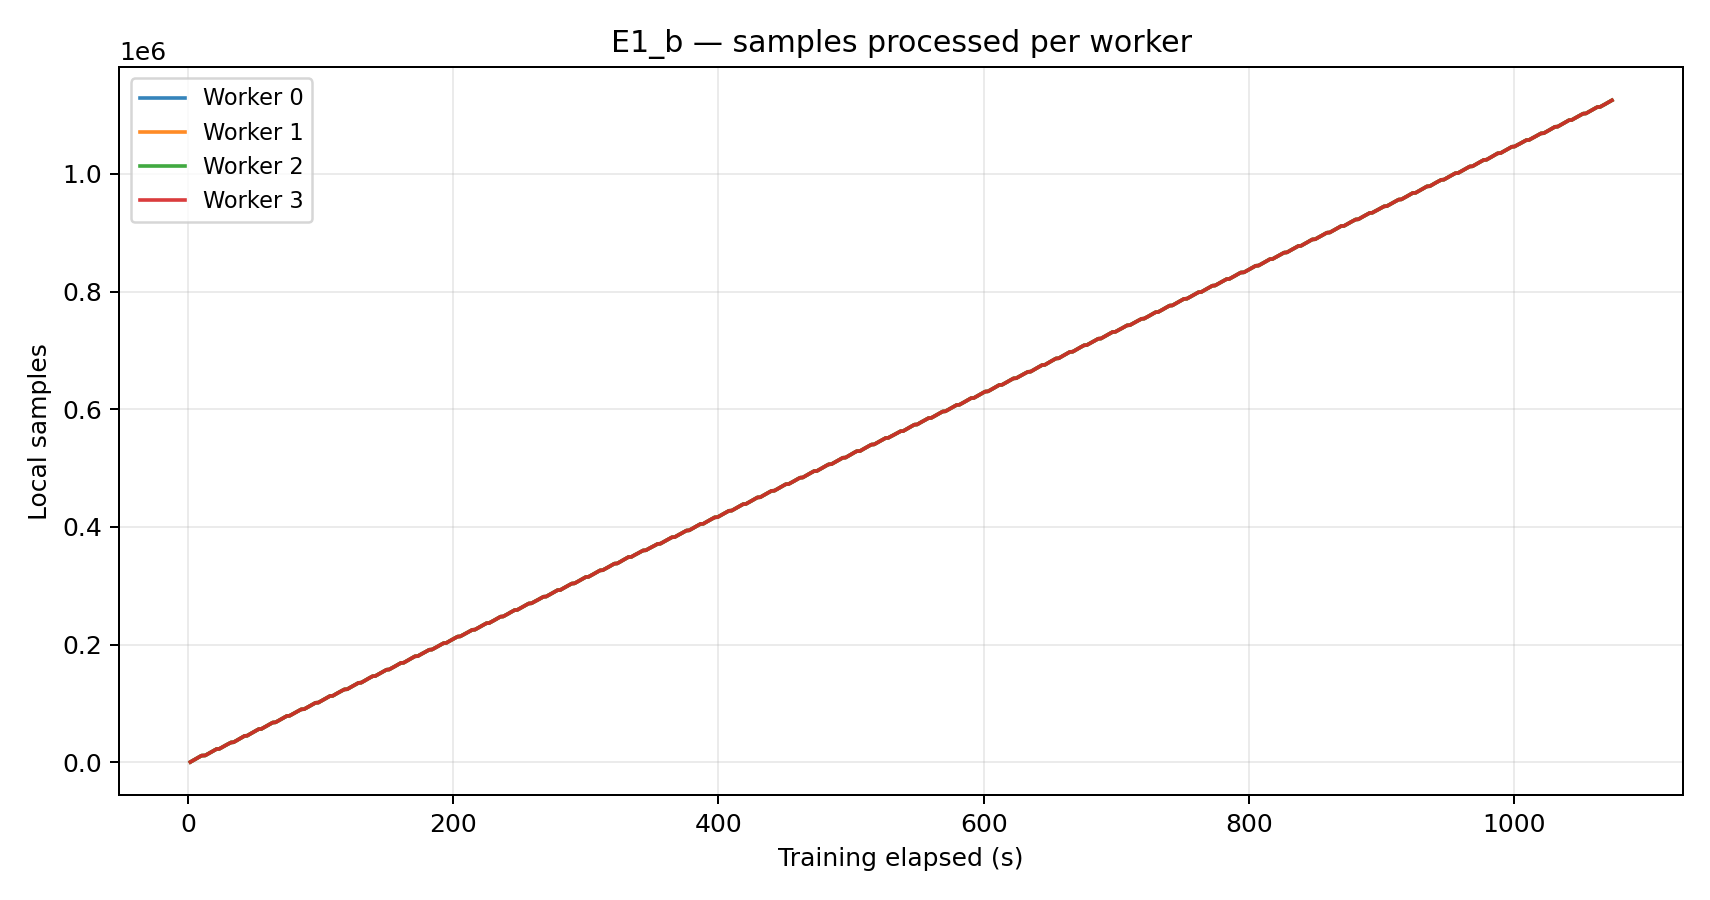 E1_b — samples processed per worker
1e6
Worker 0
Worker 1
Worker 2
Worker 3
1.0
0.8
0.6
0.4
0.2
0.0
Local samples
0 200 400 600 800 1000
Training elapsed (s)